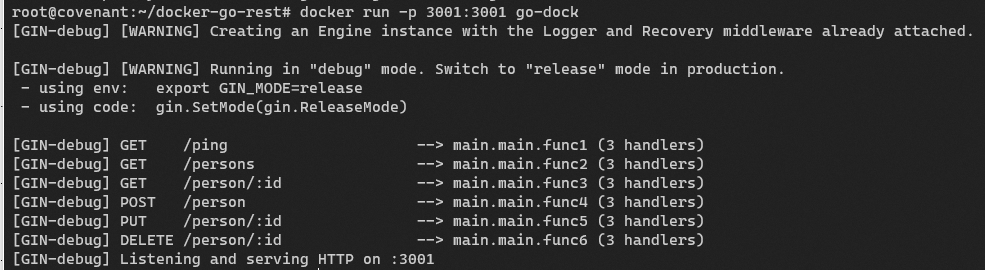 root@covenant:~/docker-go-rest# docker run -p 3001:3001 go-dock
[GIN-debug] [WARNING] Creating an Engine instance with the Logger and Recovery middleware already attached.
[GIN-debug] [WARNING] Running in "debug" mode. Switch to "release" mode in production.
 - using env:   export GIN_MODE=release
 - using code:  gin.SetMode(gin.ReleaseMode)
[GIN-debug] GET    /ping                     --> main.main.func1 (3 handlers)
[GIN-debug] GET    /persons                  --> main.main.func2 (3 handlers)
[GIN-debug] GET    /person/:id               --> main.main.func3 (3 handlers)
[GIN-debug] POST   /person                   --> main.main.func4 (3 handlers)
[GIN-debug] PUT    /person/:id               --> main.main.func5 (3 handlers)
[GIN-debug] DELETE /person/:id               --> main.main.func6 (3 handlers)
[GIN-debug] Listening and serving HTTP on :3001